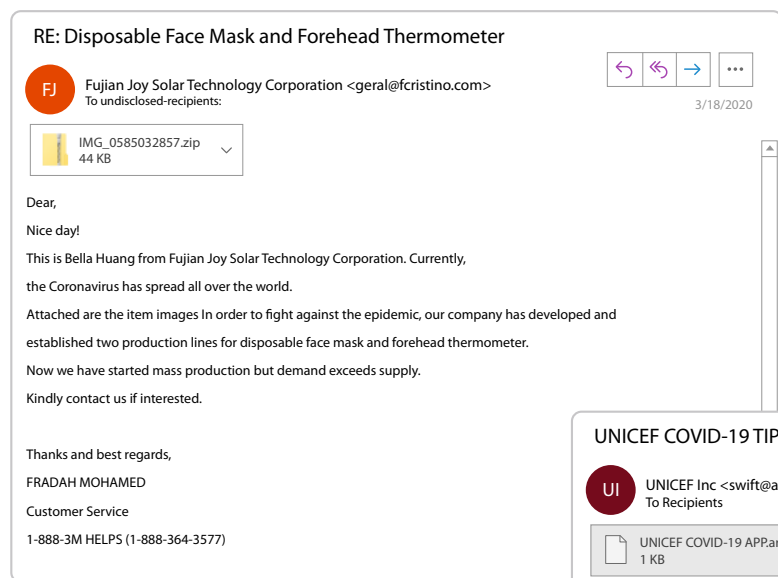 RE: Disposable Face Mask and Forehead Thermometer
FJ
Fujian Joy Solar Technology Corporation <geral@fcristino.com>
To undisclosed-recipients:
3/18/2020
IMG_0585032857.zip
44 KB
Dear,
Nice day!
This is Bella Huang from Fujian Joy Solar Technology Corporation. Currently,
the Coronavirus has spread all over the world.
Attached are the item images In order to fight against the epidemic, our company has developed and
established two production lines for disposable face mask and forehead thermometer.
Now we have started mass production but demand exceeds supply.
Kindly contact us if interested.
Thanks and best regards,
FRADAH MOHAMED
Customer Service
1-888-3M HELPS (1-888-364-3577)
UNICEF COVID-19 TIP
UI
UNICEF Inc <swift@a
To Recipients
UNICEF COVID-19 APP.ar
1 KB